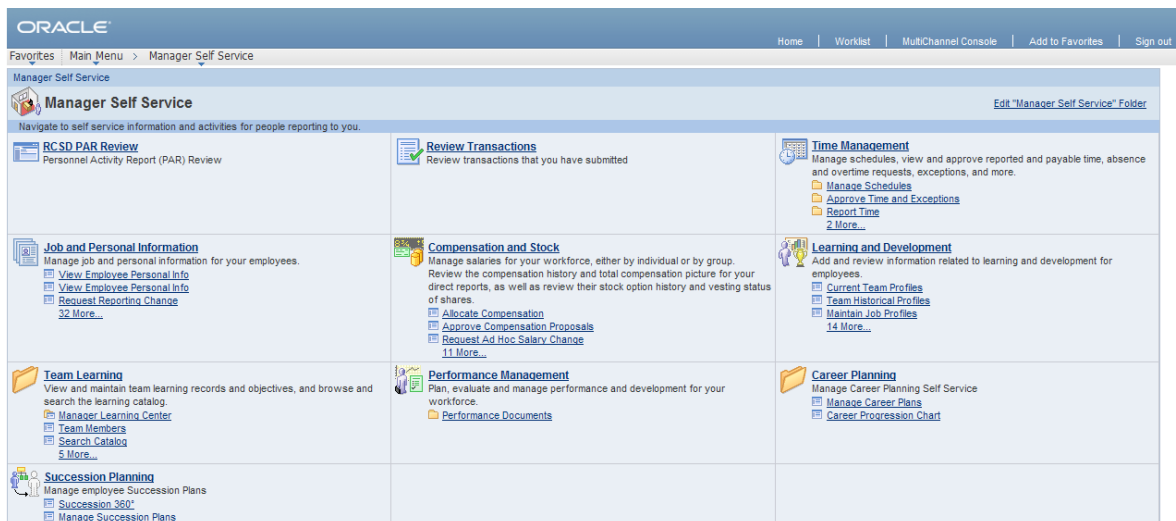 ORACLE
Home | Worklist | MultiChannel Console | Add to Favorites | Sign out
Favorites Main Menu > Manager Self Service
Manager Self Service
Manager Self Service
Edit "Manager Self Service" Folder
Navigate to self service information and activities for people reporting to you.
RCSD PAR Review
Personnel Activity Report (PAR) Review
Review Transactions
Review transactions that you have submitted
Time Management
Manage schedules, view and approve reported and payable time, absence
and overtime requests, exceptions, and more.
Manage Schedules
Approve Time and Exceptions
Report Time
2 More...
Job and Personal Information
Manage job and personal information for your employees.
View Employee Personal Info
View Employee Personal Info
Request Reporting Change
32 More...
Compensation and Stock
Manage salaries for your workforce, either by individual or by group.
Review the compensation history and total compensation picture for your
direct reports, as well as review their stock option history and vesting status
of shares.
Allocate Compensation
Approve Compensation Proposals
Request Ad Hoc Salary Change
11 More...
Learning and Development
Add and review information related to learning and development for
employees.
Current Team Profiles
Team Historical Profiles
Maintain Job Profiles
14 More...
Team Learning
View and maintain team learning records and objectives, and browse and
search the learning catalog.
Manager Learning Center
Team Members
Search Catalog
5 More...
Performance Management
Plan, evaluate and manage performance and development for your
workforce.
Performance Documents
Career Planning
Manage Career Planning Self Service
Manage Career Plans
Career Progression Chart
Succession Planning
Manage employee Succession Plans
Succession 360°
Manage Succession Plans